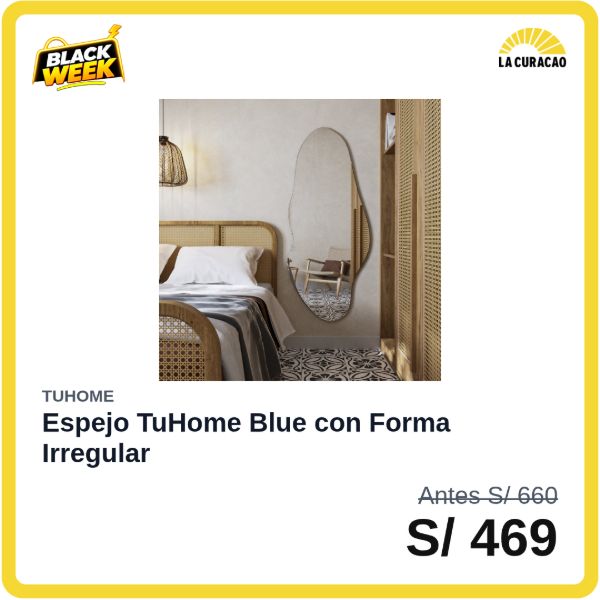 BLACK
WEEK
LA CURACAO
TUHOME
Espejo TuHome Blue con Forma
Irregular
Antes S/ 660
S/ 469